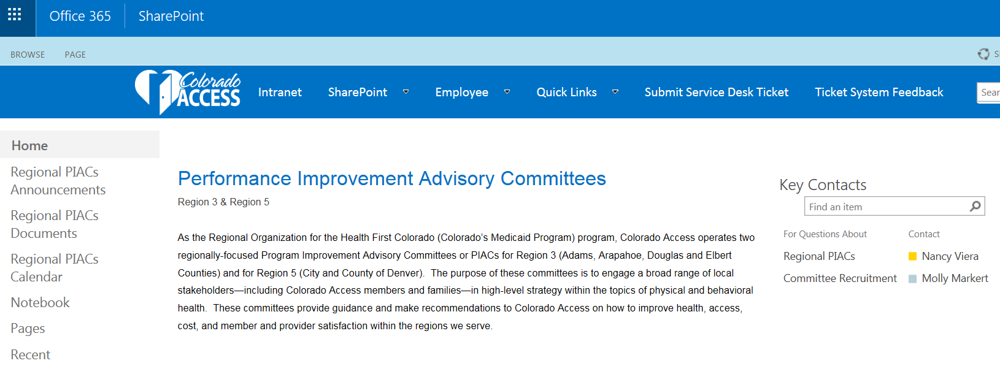 Office 365 SharePoint
BROWSE PAGE
Colorado ACCESS Intranet SharePoint Employee Quick Links Submit Service Desk Ticket Ticket System Feedback
Home
Regional PIACs
Announcements
Regional PIACs
Documents
Regional PIACs
Calendar
Notebook
Pages
Recent
Performance Improvement Advisory Committees
Region 3 & Region 5
As the Regional Organization for the Health First Colorado (Colorado’s Medicaid Program) program, Colorado Access operates two
regionally-focused Program Improvement Advisory Committees or PIACs for Region 3 (Adams, Arapahoe, Douglas and Elbert
Counties) and for Region 5 (City and County of Denver).  The purpose of these committees is to engage a broad range of local
stakeholders—including Colorado Access members and families—in high-level strategy within the topics of physical and behavioral
health.  These committees provide guidance and make recommendations to Colorado Access on how to improve health, access,
cost, and member and provider satisfaction within the regions we serve.
Key Contacts
Find an item
For Questions About Contact
Regional PIACs Nancy Viera
Committee Recruitment Molly Markert